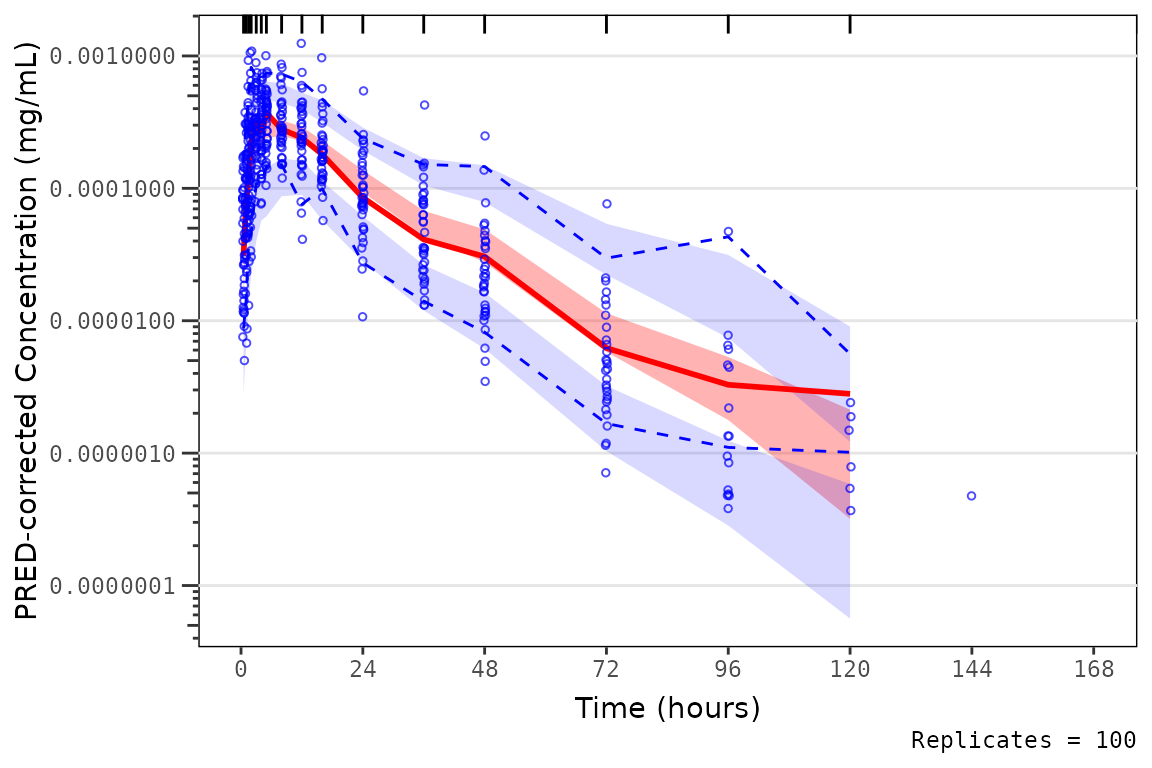 PRED-corrected Concentration (mg/mL)
0.0010000
0.0001000
0.0000100
0.0000010
0.0000001
0 24 48 72 96 120 144 168
Time (hours)
Replicates = 100